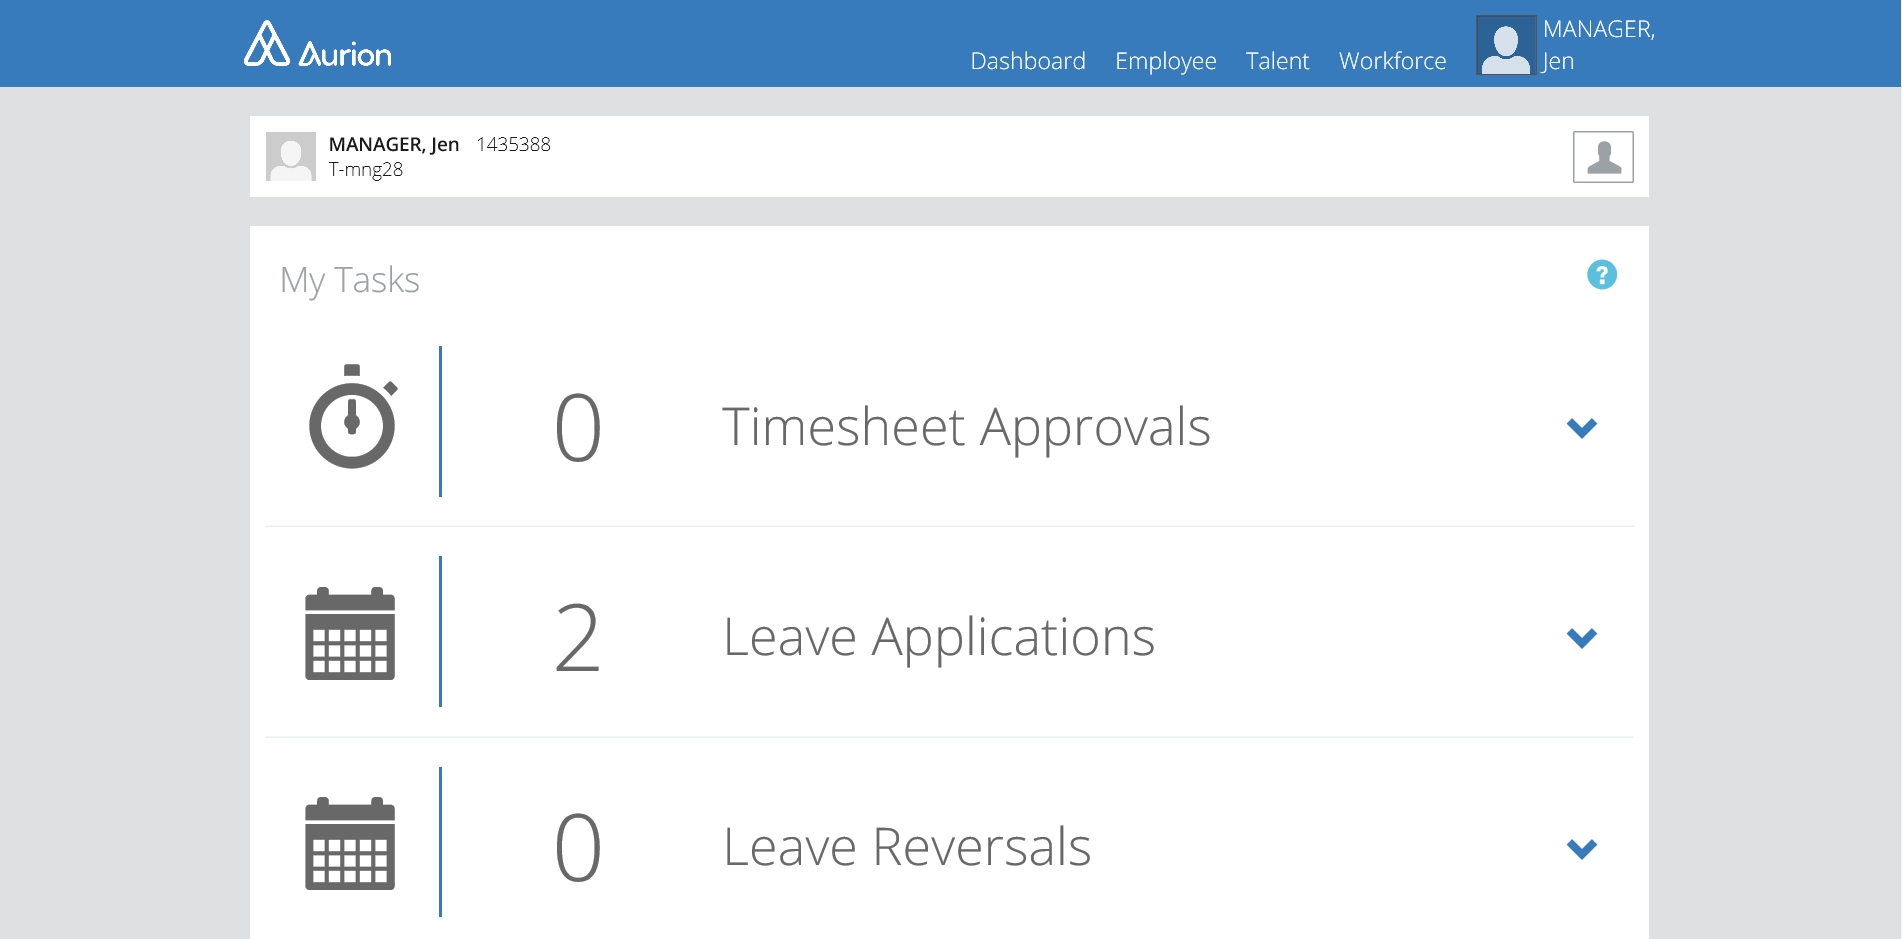 Aurion
Dashboard Employee Talent Workforce MANAGER,
Jen
MANAGER, Jen 1435388
T-mng28
My Tasks
?
0 Timesheet Approvals
2 Leave Applications
0 Leave Reversals